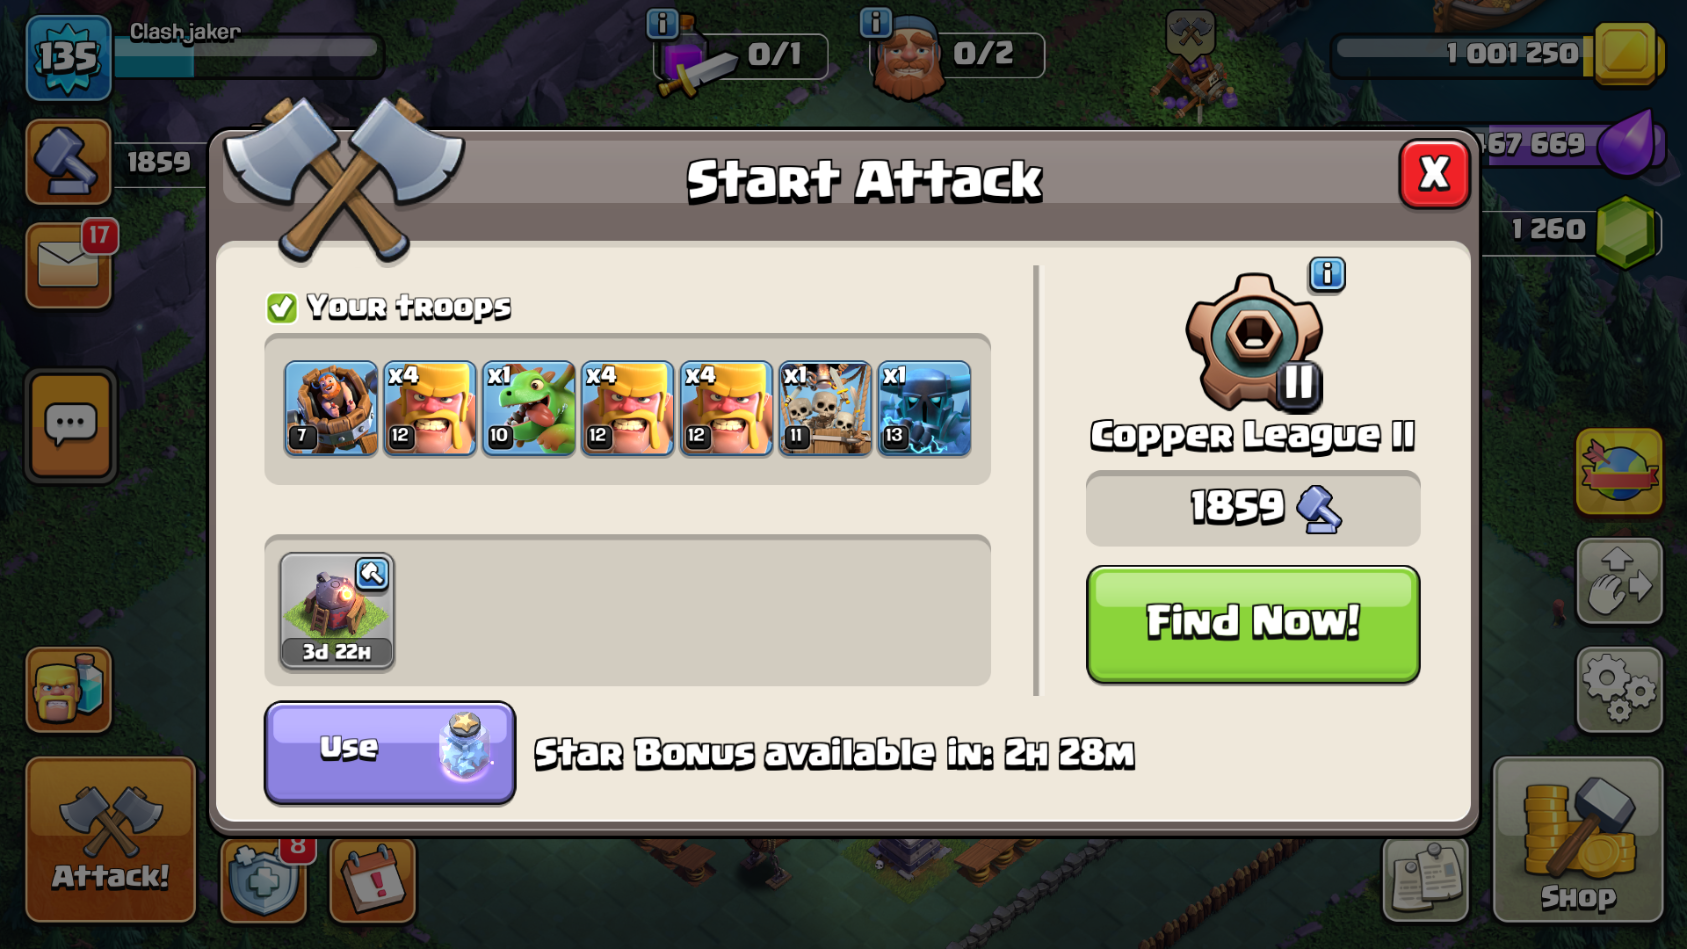 135
Clashjaker
0/1
0/2
1 001 250
1859
Start Attack
X
467 669
17
1 260
Your troops
7
x4
12
x1
10
x4
12
x4
12
x1
11
x1
13
II
Copper League II
1859
Find Now!
3d 22h
Use
Star Bonus available in: 2h 28m
Attack!
8
Shop